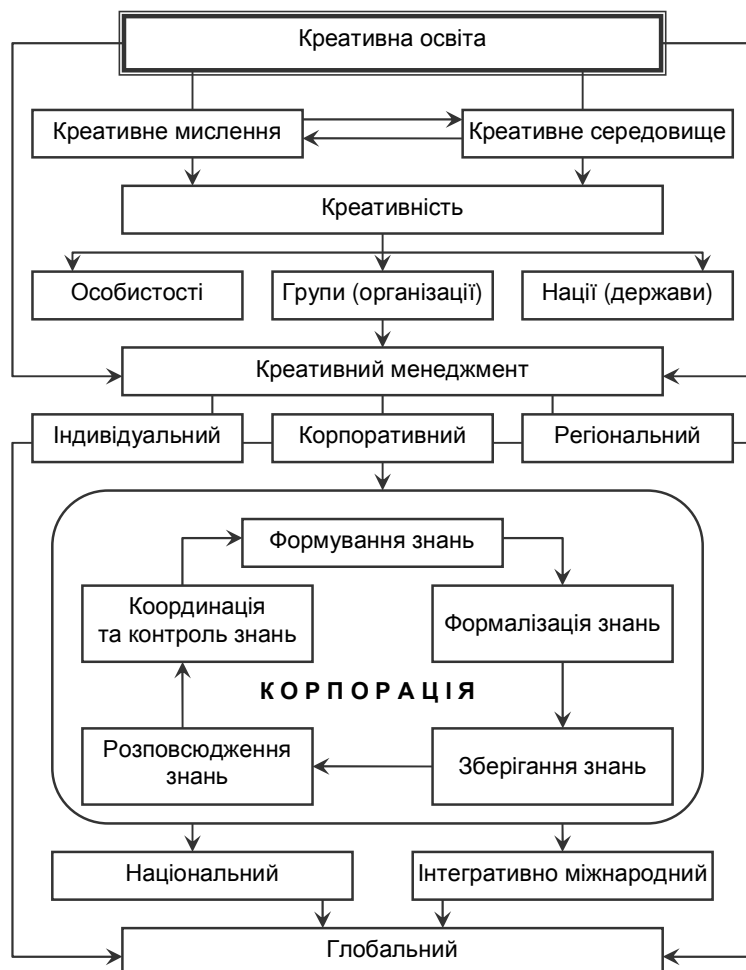 Креативна освіта
Креативне мислення
Креативне середовище
Креативність
Особистості
Групи (організації)
Нації (держави)
Креативний менеджмент
Індивідуальний
Корпоративний
Регіональний
Формування знань
Координація
та контроль знань
Формалізація знань
КОРПОРАЦІЯ
Розповсюдження
знань
Зберігання знань
Національний
Інтегративно міжнародний
Глобальний